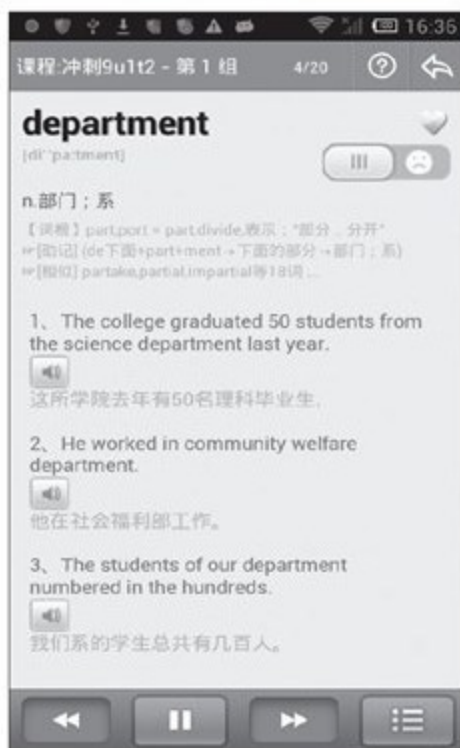 100 16:36
课程:冲刺9u1t2 - 第 1 组 4/20
department
[di' 'pa:tment]
n.部门；系
【词根】part,port = part,divide,表示："部分，分开"
☞[助记] (de下面+part+ment→下面的部分→部门；系)
☞[相似] partake,partial,impartial等18词 ...
1、The college graduated 50 students from
the science department last year.
这所学院去年有50名理科毕业生.
2、He worked in community welfare
department.
他在社会福利部工作。
3、The students of our department
numbered in the hundreds.
我们系的学生总共有几百人。